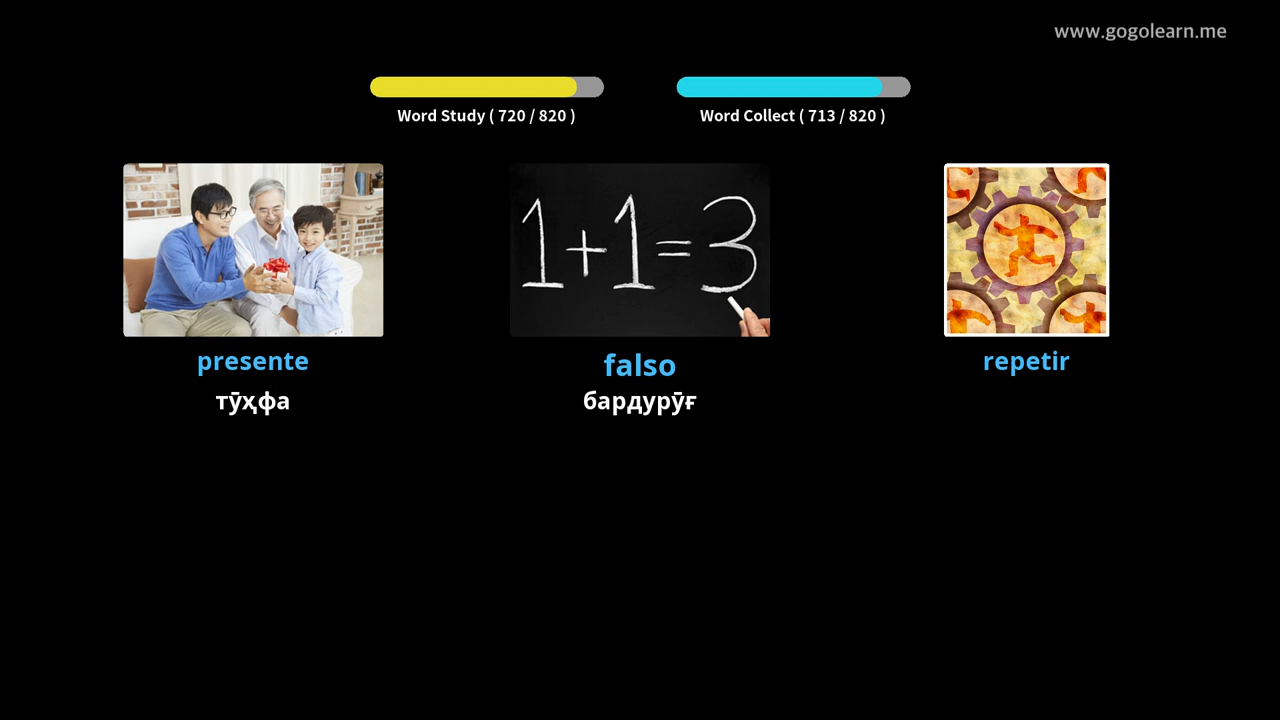 www.gogolearn.me
Word Study ( 720 / 820 )
Word Collect ( 713 / 820 )
1+1=3
presente
falso
repetir
тӯҳфа
бардурӯғ